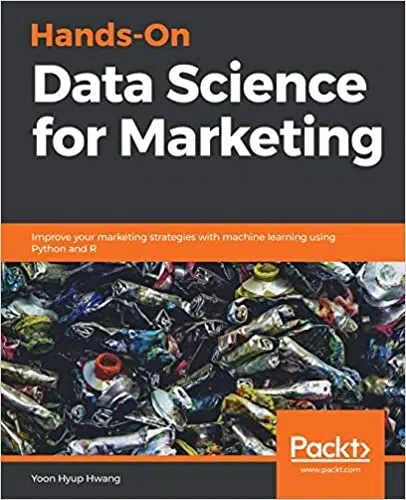 Hands-On
Data Science
for Marketing
Improve your marketing strategies with machine learning using
Python and R
Packt>
www.packt.com
Yoon Hyup Hwang